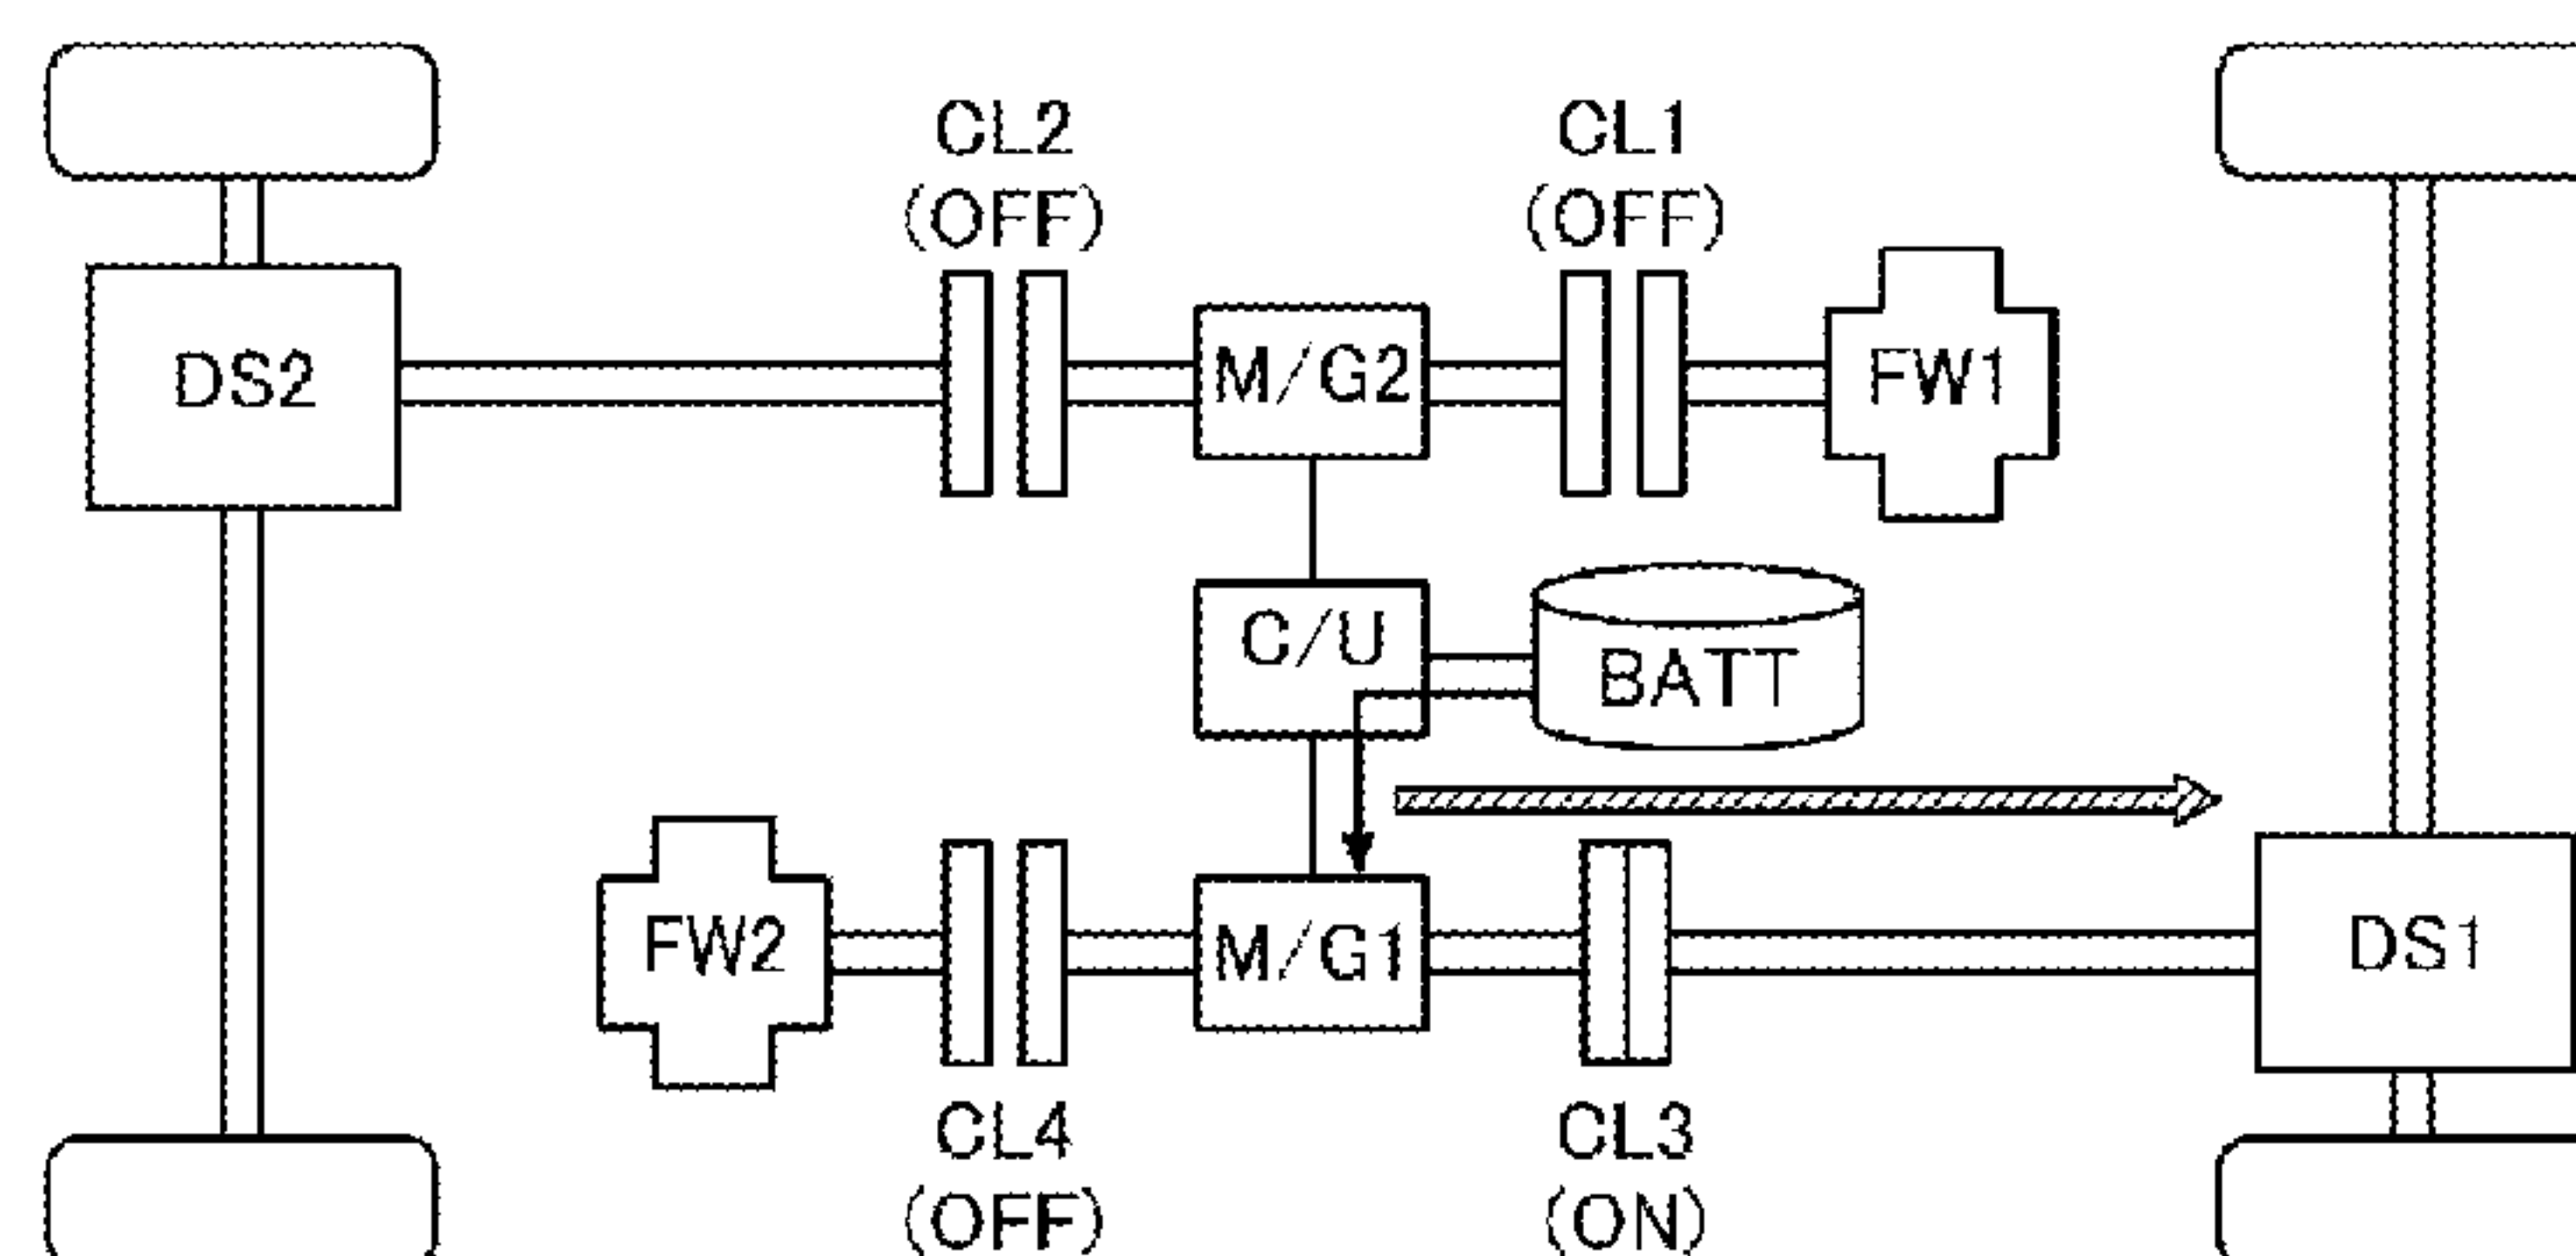 CL2
(OFF)
CL1
(OFF)
DS2
M/G2
FW1
C/U
BATT
FW2
M/G1
DS1
CL4
(OFF)
CL3
(ON)